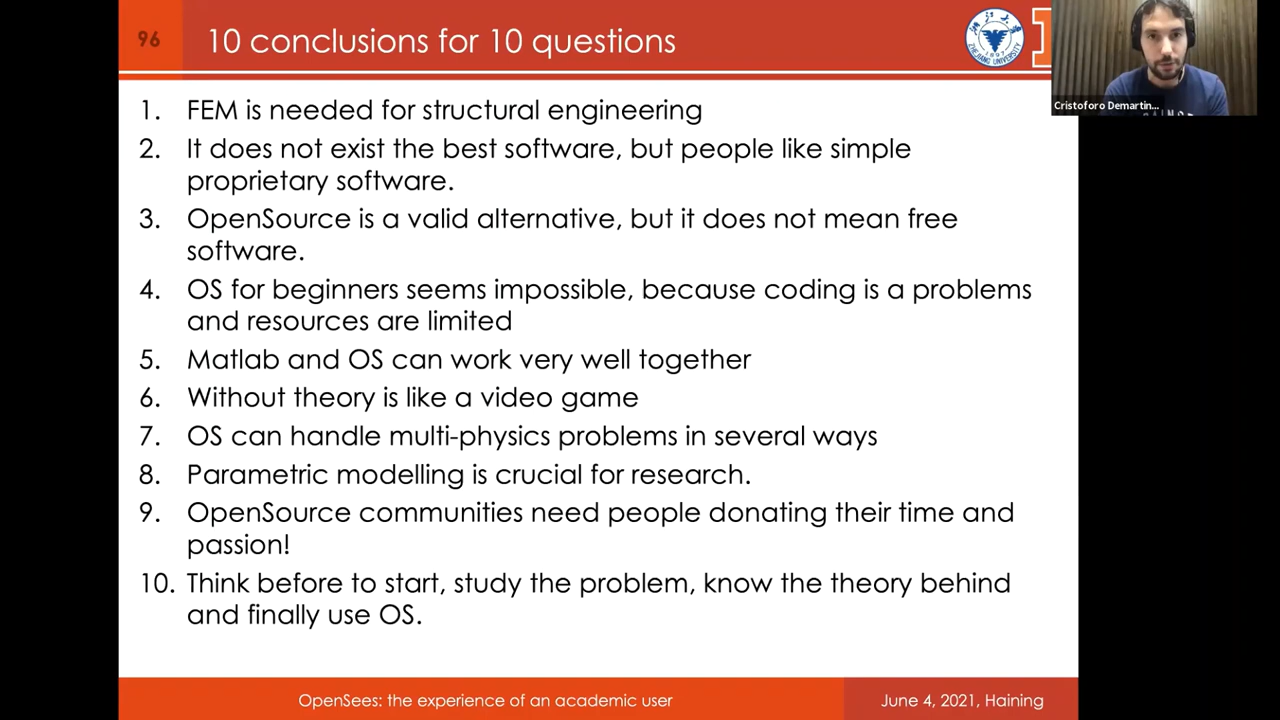 96
10 conclusions for 10 questions
ZHEJIANG UNIVERSITY
1897
Cristoforo Demartin...
1. FEM is needed for structural engineering
2. It does not exist the best software, but people like simple
proprietary software.
3. OpenSource is a valid alternative, but it does not mean free
software.
4. OS for beginners seems impossible, because coding is a problems
and resources are limited
5. Matlab and OS can work very well together
6. Without theory is like a video game
7. OS can handle multi-physics problems in several ways
8. Parametric modelling is crucial for research.
9. OpenSource communities need people donating their time and
passion!
10. Think before to start, study the problem, know the theory behind
and finally use OS.
OpenSees: the experience of an academic user
June 4, 2021, Haining